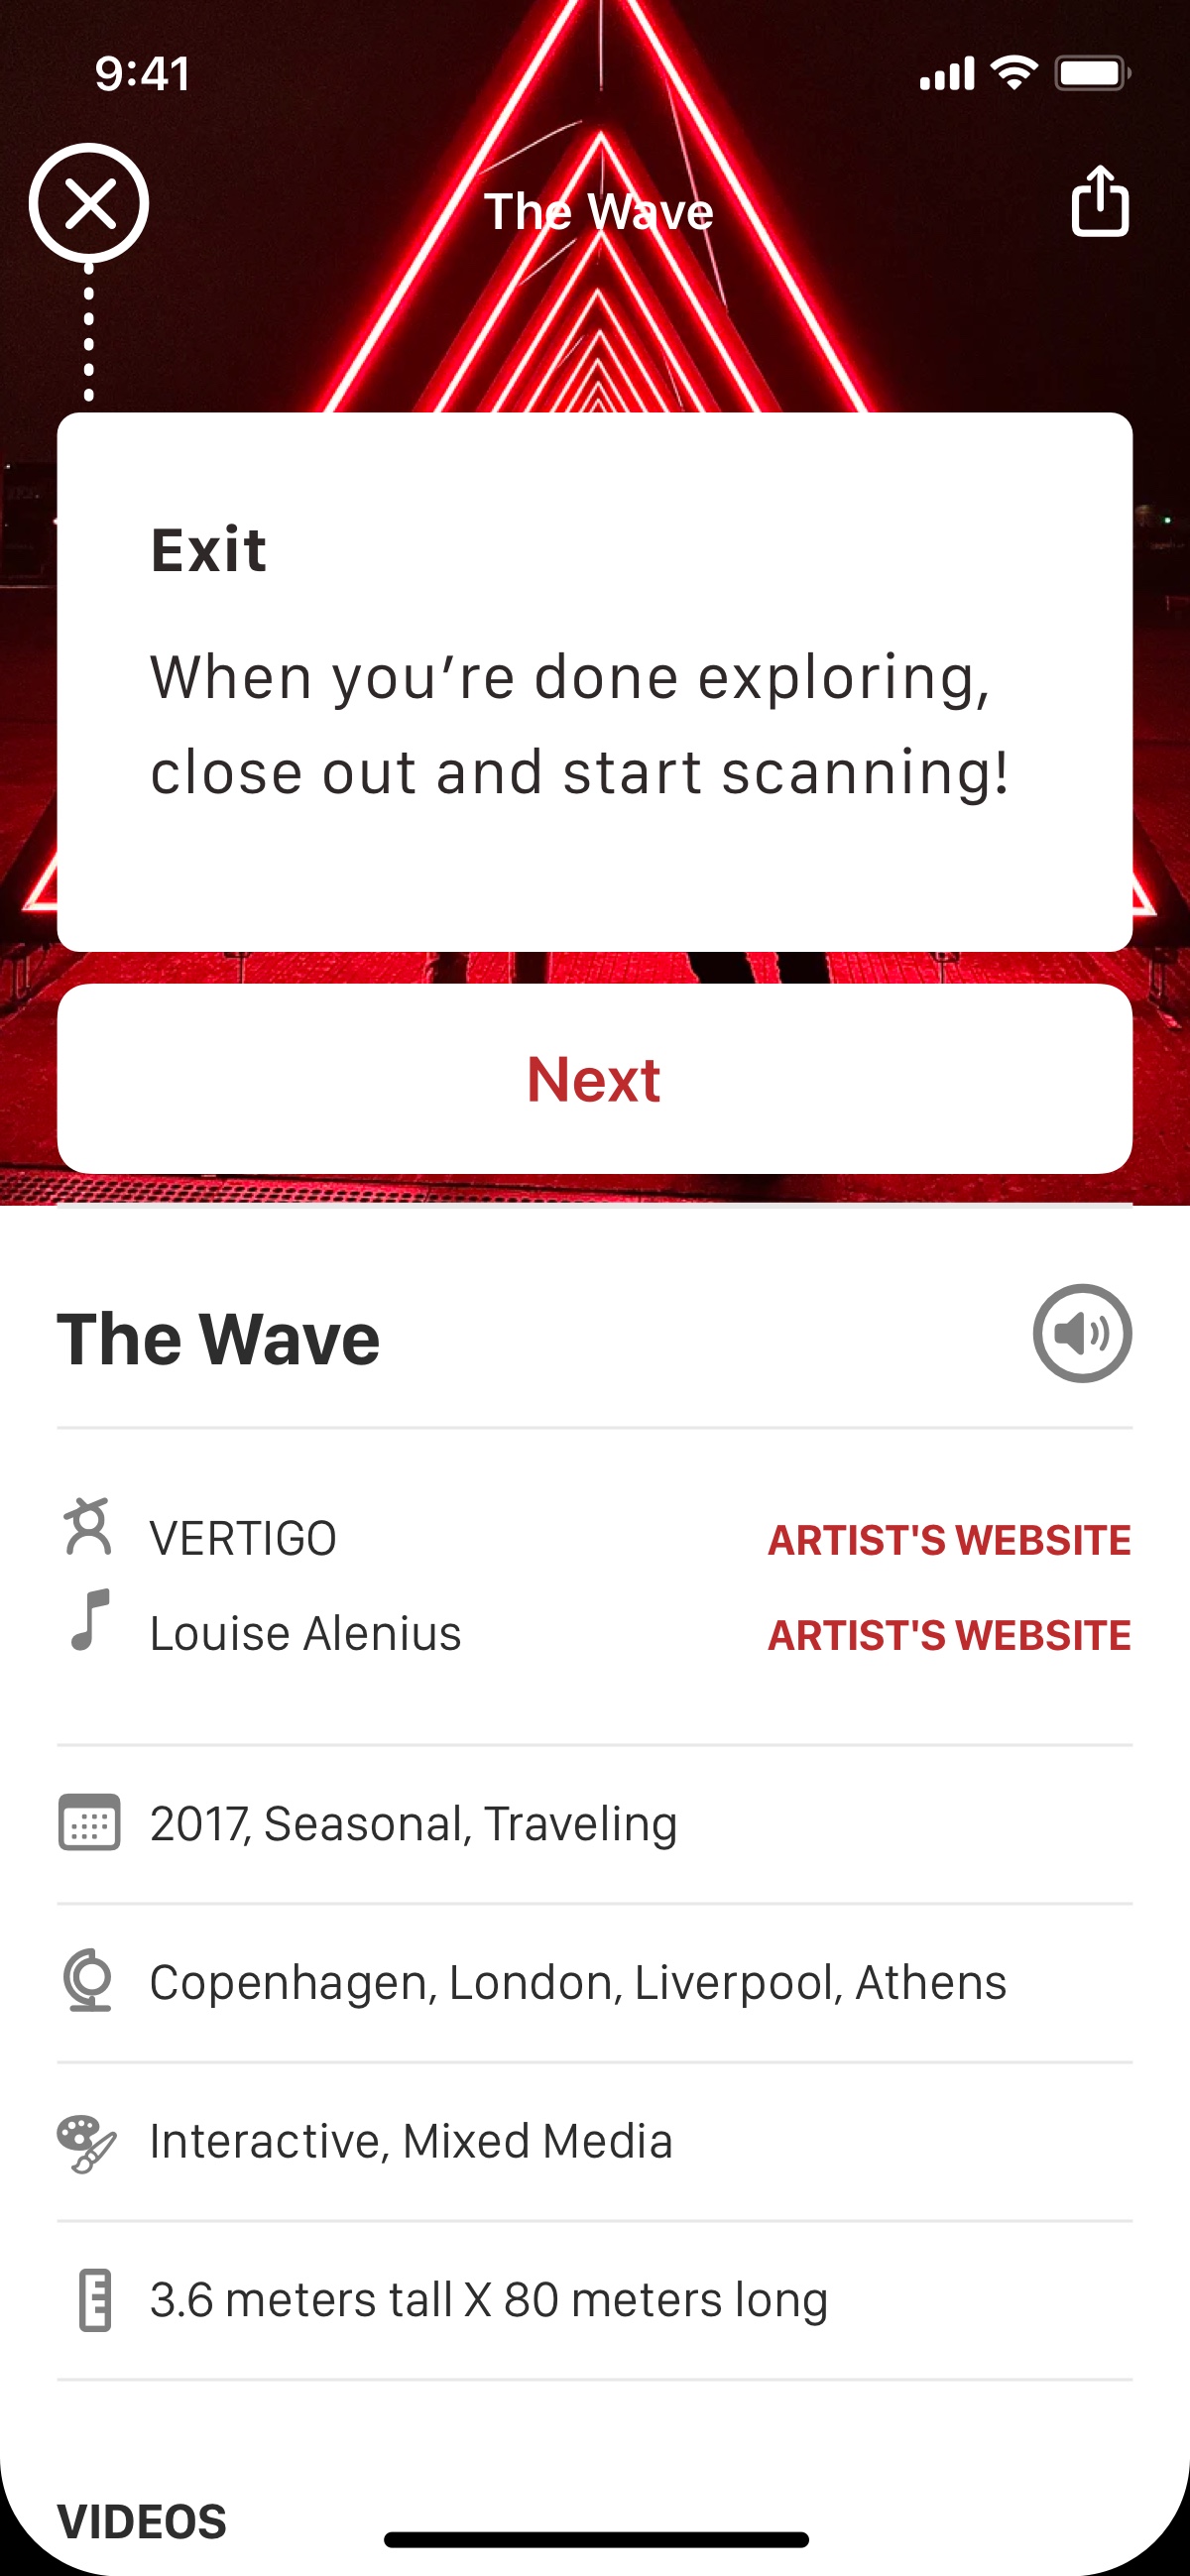 9:41
The Wave
Exit
When you’re done exploring,
close out and start scanning!
Next
The Wave
VERTIGO
ARTIST'S WEBSITE
Louise Alenius
ARTIST'S WEBSITE
2017, Seasonal, Traveling
Copenhagen, London, Liverpool, Athens
Interactive, Mixed Media
3.6 meters tall X 80 meters long
VIDEOS